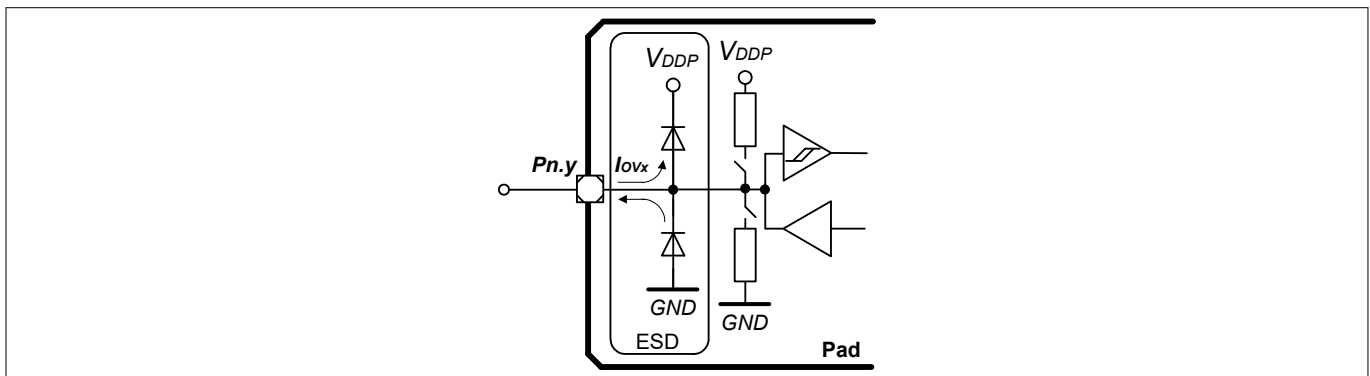 VDDP VDDP
Pn.y IOVx
GND
GND
ESD
Pad